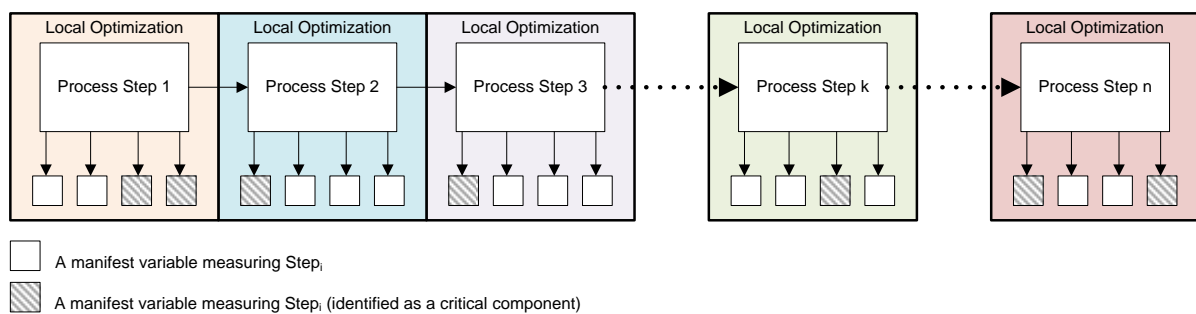 Local Optimization
Local Optimization
Local Optimization
Local Optimization
Local Optimization
Process Step 1
Process Step 2
Process Step 3
Process Step k
Process Step n
A manifest variable measuring Stepᵢ
A manifest variable measuring Stepᵢ (identified as a critical component)